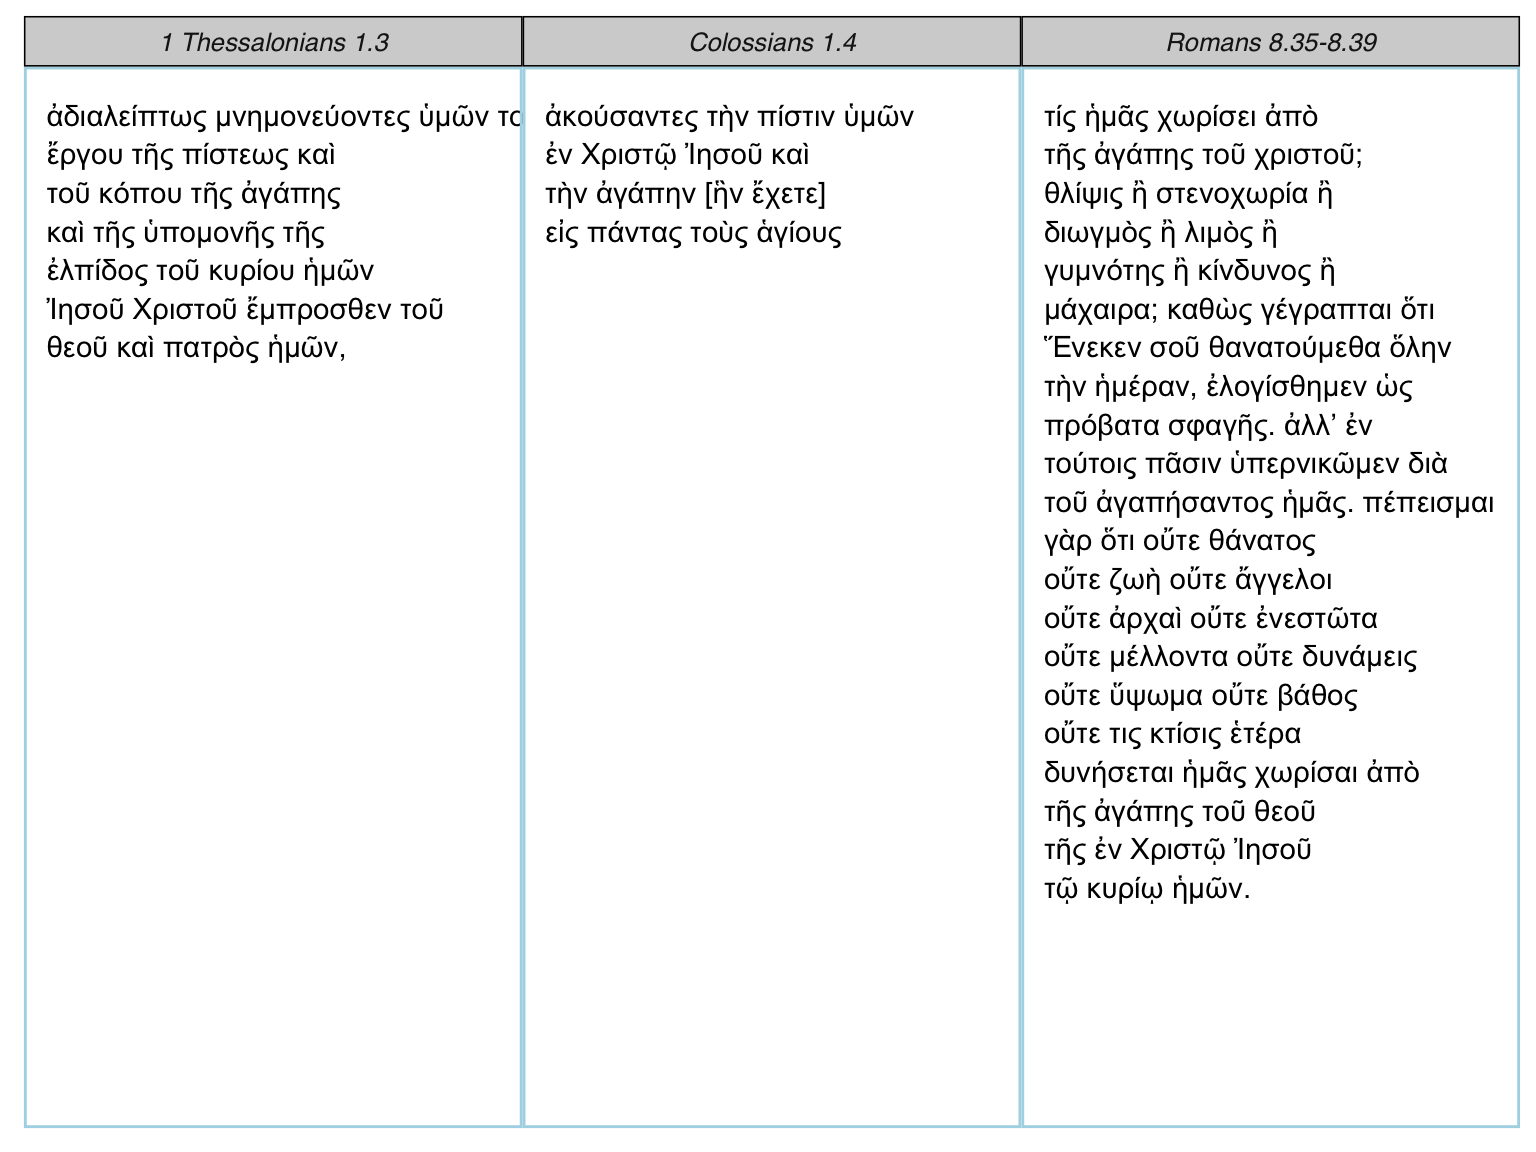 1 Thessalonians 1.3
ἀδιαλείπτως μνημονεύοντες ὑμῶν
ἔργου τῆς πίστεως καὶ
τοῦ κόπου τῆς ἀγάπης
καὶ τῆς ὑπομονῆς τῆς
ἐλπίδος τοῦ κυρίου ἡμῶν
Ἰησοῦ Χριστοῦ ἔμπροσθεν τοῦ
θεοῦ καὶ πατρὸς ἡμῶν,
Colossians 1.4
ἀκούσαντες τὴν πίστιν ὑμῶν
ἐν Χριστῷ Ἰησοῦ καὶ
τὴν ἀγάπην [ἣν ἔχετε]
εἰς πάντας τοὺς ἁγίους
Romans 8.35-8.39
τίς ἡμᾶς χωρίσει ἀπὸ
τῆς ἀγάπης τοῦ χριστοῦ;
θλίψις ἢ στενοχωρία ἢ
διωγμὸς ἢ λιμὸς ἢ
γυμνότης ἢ κίνδυνος ἢ
μάχαιρα; καθὼς γέγραπται ὅτι
Ἕνεκεν σοῦ θανατούμεθα ὅλην
τὴν ἡμέραν, ἐλογίσθημεν ὡς
πρόβατα σφαγῆς. ἀλλ’ ἐν
τούτοις πᾶσιν ὑπερνικῶμεν διὰ
τοῦ ἀγαπήσαντος ἡμᾶς. πέπεισμαι
γὰρ ὅτι οὔτε θάνατος
οὔτε ζωὴ οὔτε ἄγγελοι
οὔτε ἀρχαὶ οὔτε ἐνεστῶτα
οὔτε μέλλοντα οὔτε δυνάμεις
οὔτε ὕψωμα οὔτε βάθος
οὔτε τις κτίσις ἑτέρα
δυνήσεται ἡμᾶς χωρίσαι ἀπὸ
τῆς ἀγάπης τοῦ θεοῦ
τῆς ἐν Χριστῷ Ἰησοῦ
τῷ κυρίῳ ἡμῶν.